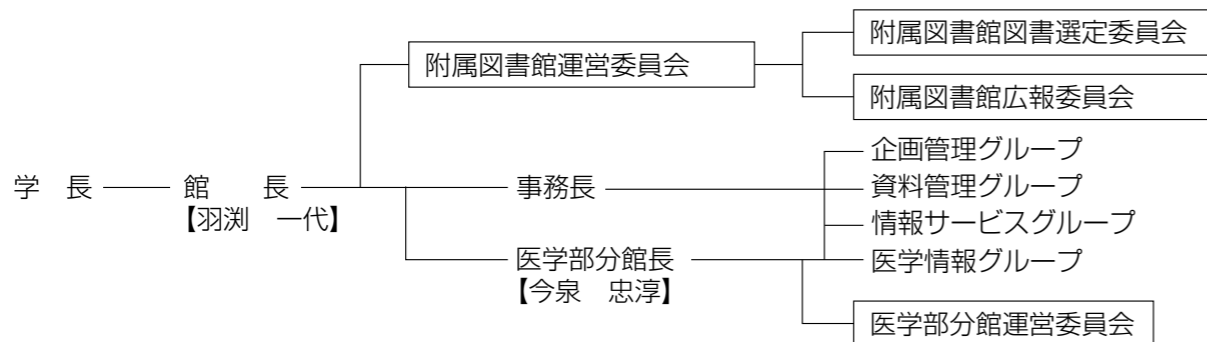 附属図書館図書選定委員会
附属図書館運営委員会
附属図書館広報委員会
企画管理グループ
学　長
館　　長
事務長
資料管理グループ
【羽渕　一代】
情報サービスグループ
医学部分館長
医学情報グループ
【今泉　忠淳】
医学部分館運営委員会